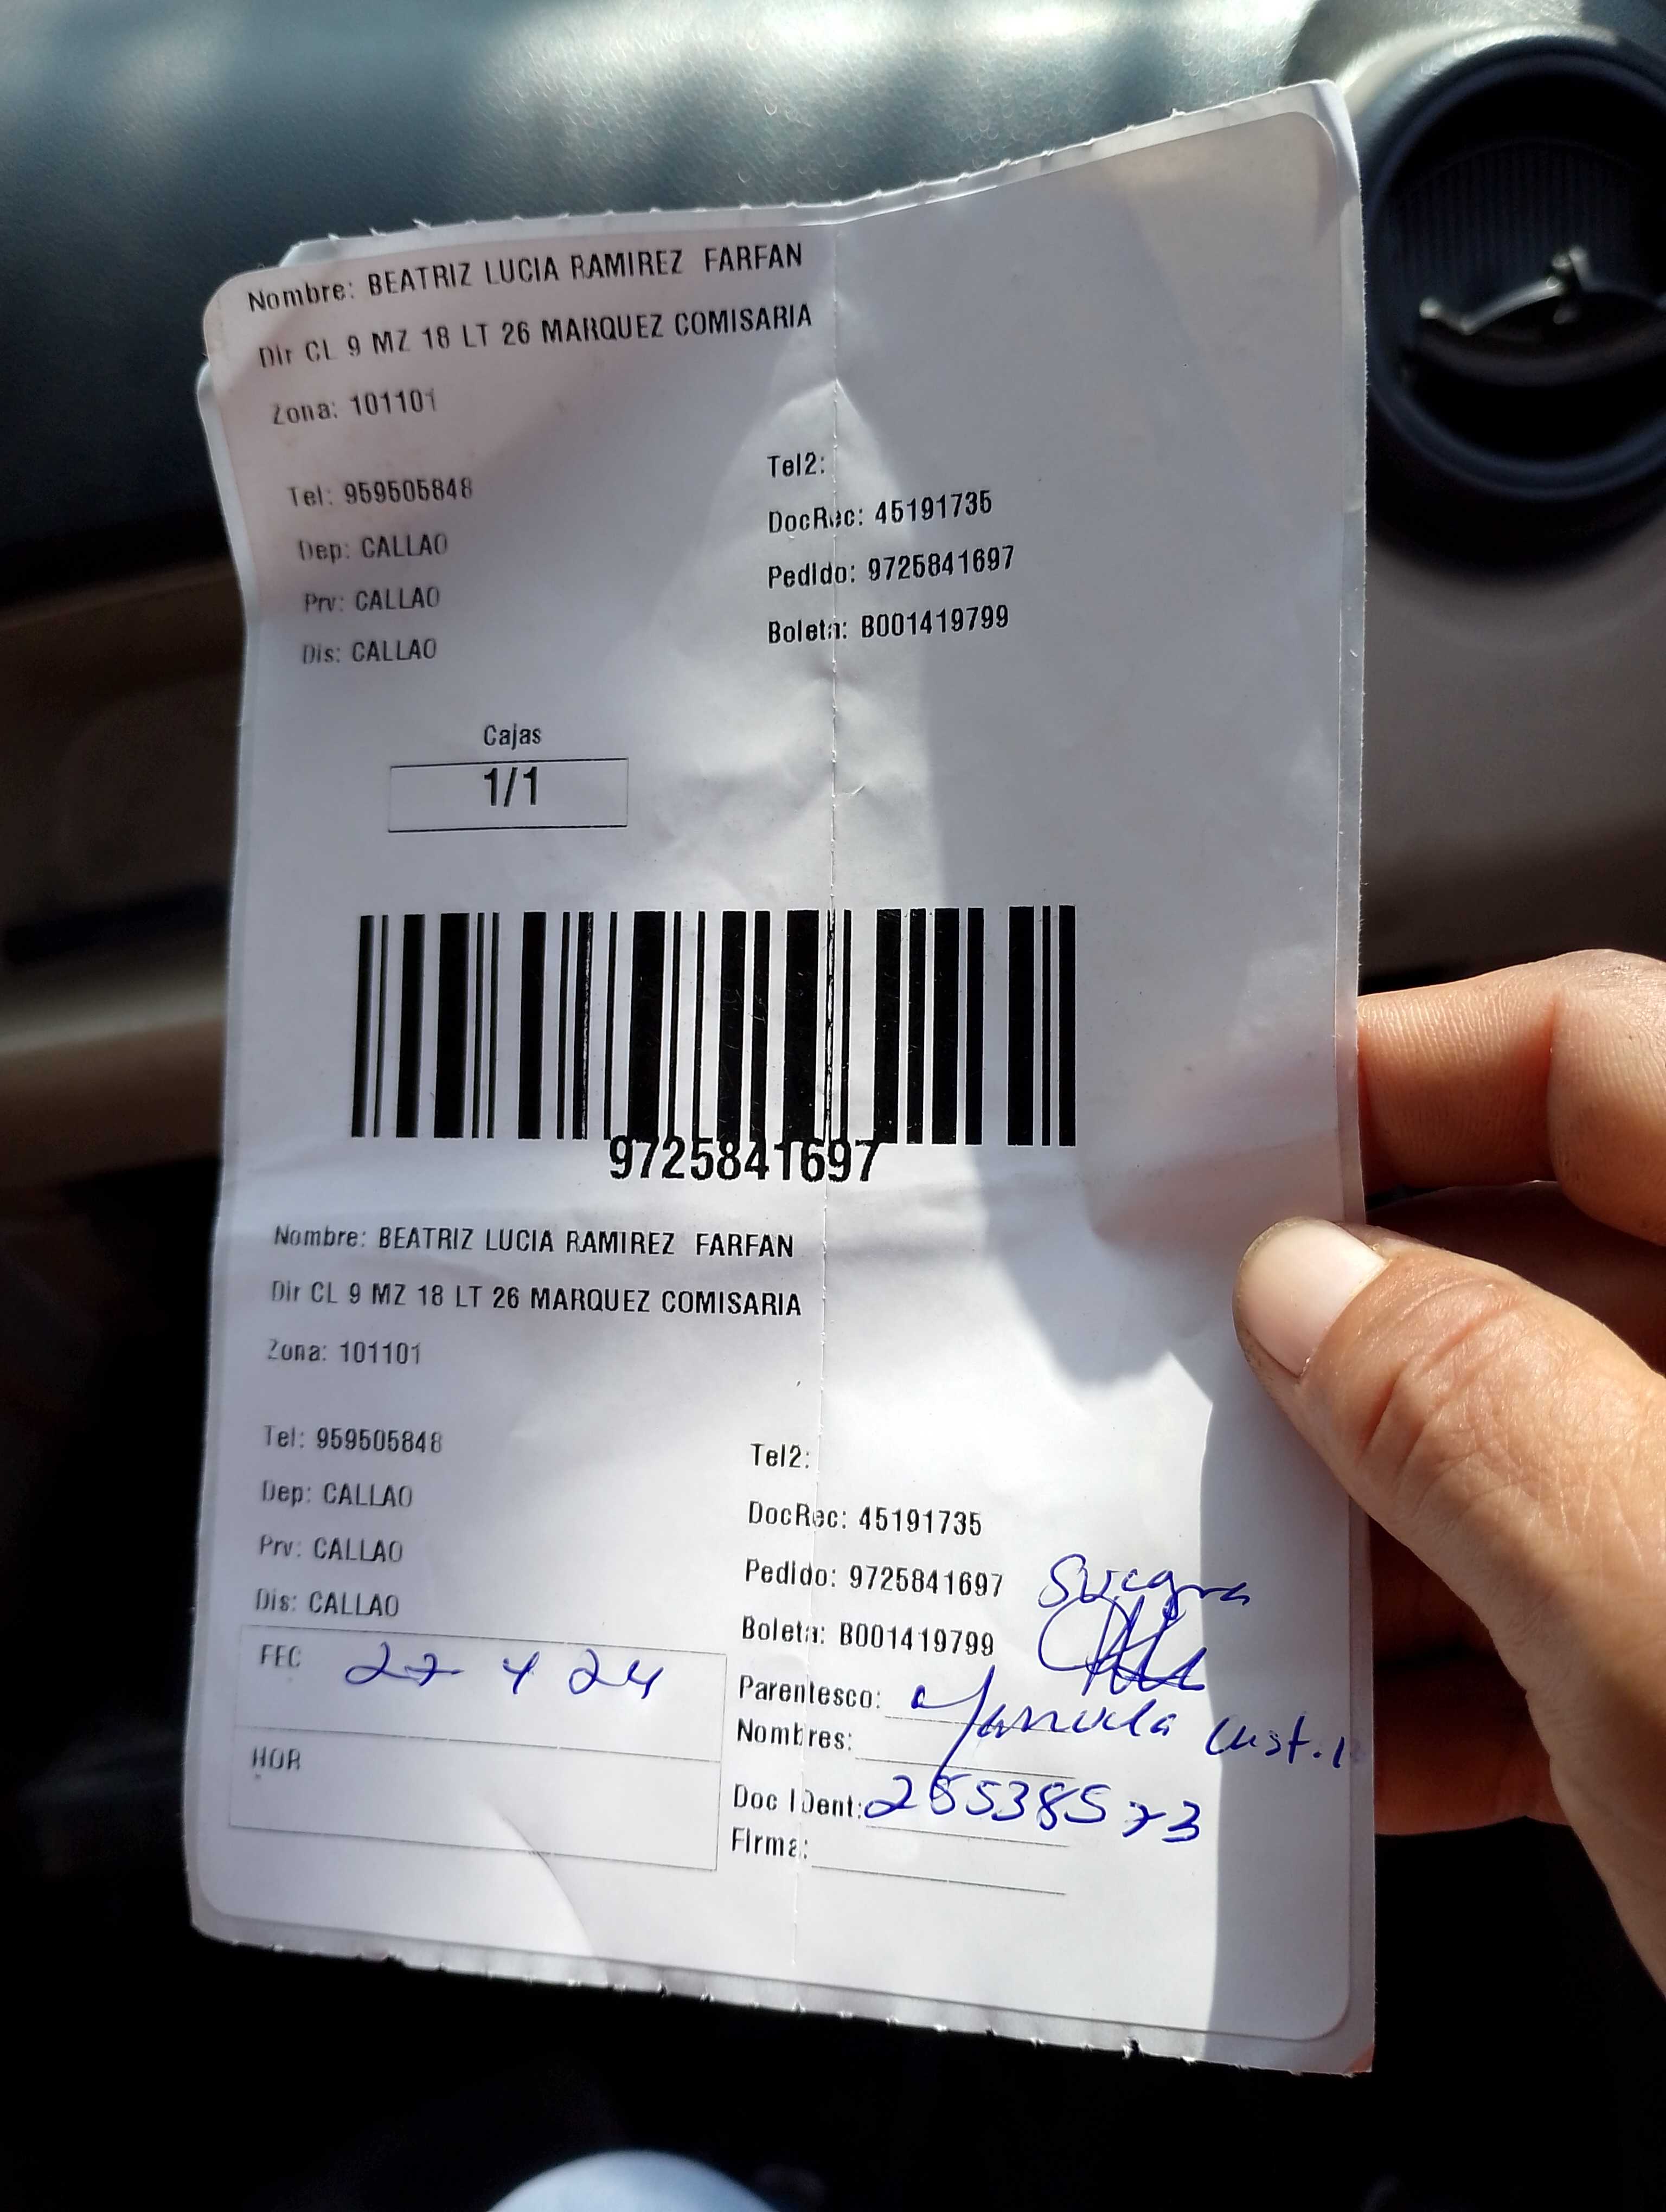 Nombre: BEATRIZ LUCIA RAMIREZ FARFAN
Dir CL 9 MZ 18 LT 26 MARQUEZ COMISARIA
Zona: 101101
Tel: 959505848
Tel2:
DocRec: 45191735
Dep: CALLAO
Pedido: 9725841697
Prv: CALLAO
Boleta: B001419799
Dis: CALLAO
Cajas
1/1
9725841697
Nombre: BEATRIZ LUCIA RAMIREZ FARFAN
Dir CL 9 MZ 18 LT 26 MARQUEZ COMISARIA
Zona: 101101
Tel: 959505848
Tel2:
Dep: CALLAO
DocRec: 45191735
Prv: CALLAO
Pedido: 9725841697
Suegra
Dis: CALLAO
Boleta: B001419799
FEC 27 4 24
Parentesco:
Nombres:
HOR
Doc IDent:
Firma: